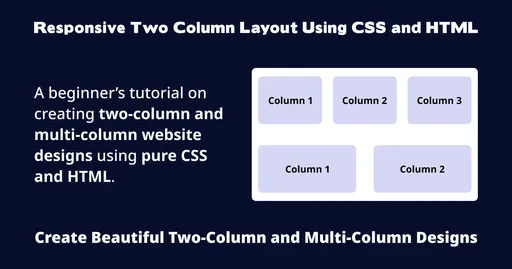 Responsive Two Column Layout Using CSS and HTML
A beginner’s tutorial on
creating two-column and
multi-column website
designs using pure CSS
and HTML.
Column 1 Column 2 Column 3
Column 1 Column 2
Create Beautiful Two-Column and Multi-Column Designs